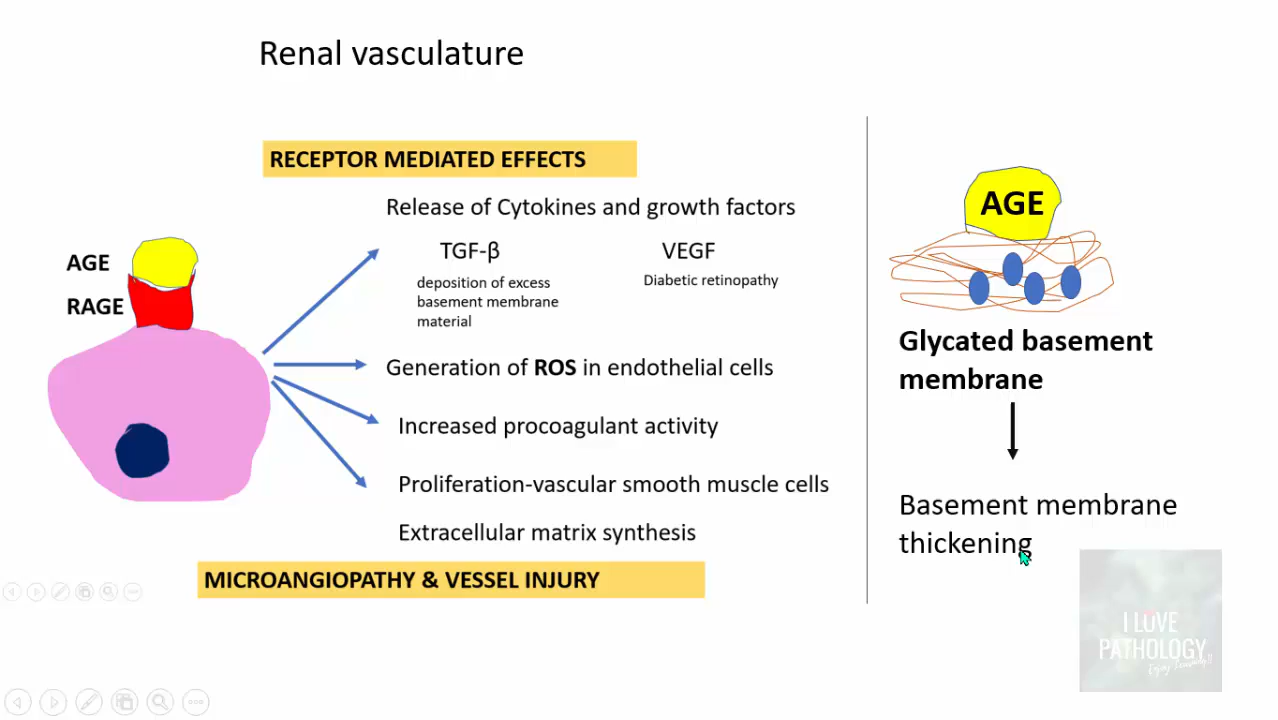 Renal vasculature
RECEPTOR MEDIATED EFFECTS
Release of Cytokines and growth factors
TGF-β
deposition of excess
basement membrane
material
VEGF
Diabetic retinopathy
AGE
RAGE
Generation of ROS in endothelial cells
Increased procoagulant activity
Proliferation-vascular smooth muscle cells
Extracellular matrix synthesis
MICROANGIOPATHY & VESSEL INJURY
AGE
Glycated basement
membrane
Basement membrane
thickening
I LOVE
PATHOLOGY